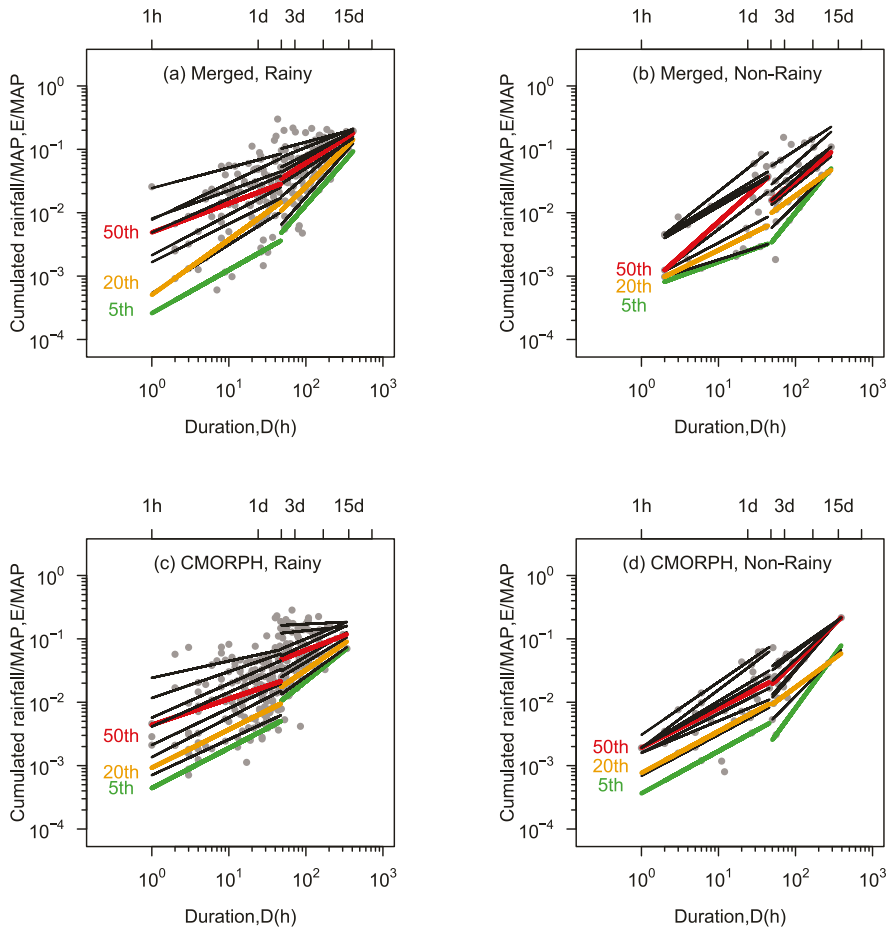 1h 1d 3d 15d
(a) Merged, Rainy
Cumulated rainfall/MAP,E/MAP
10^0
10^-1
10^-2
10^-3
10^-4
50th
20th
5th
10^0 10^1 10^2 10^3
Duration,D(h)
1h 1d 3d 15d
(b) Merged, Non-Rainy
Cumulated rainfall/MAP,E/MAP
10^0
10^-1
10^-2
10^-3
10^-4
50th
20th
5th
10^0 10^1 10^2 10^3
Duration,D(h)
1h 1d 3d 15d
(c) CMORPH, Rainy
Cumulated rainfall/MAP,E/MAP
10^0
10^-1
10^-2
10^-3
10^-4
50th
20th
5th
10^0 10^1 10^2 10^3
Duration,D(h)
1h 1d 3d 15d
(d) CMORPH, Non-Rainy
Cumulated rainfall/MAP,E/MAP
10^0
10^-1
10^-2
10^-3
10^-4
50th
20th
5th
10^0 10^1 10^2 10^3
Duration,D(h)